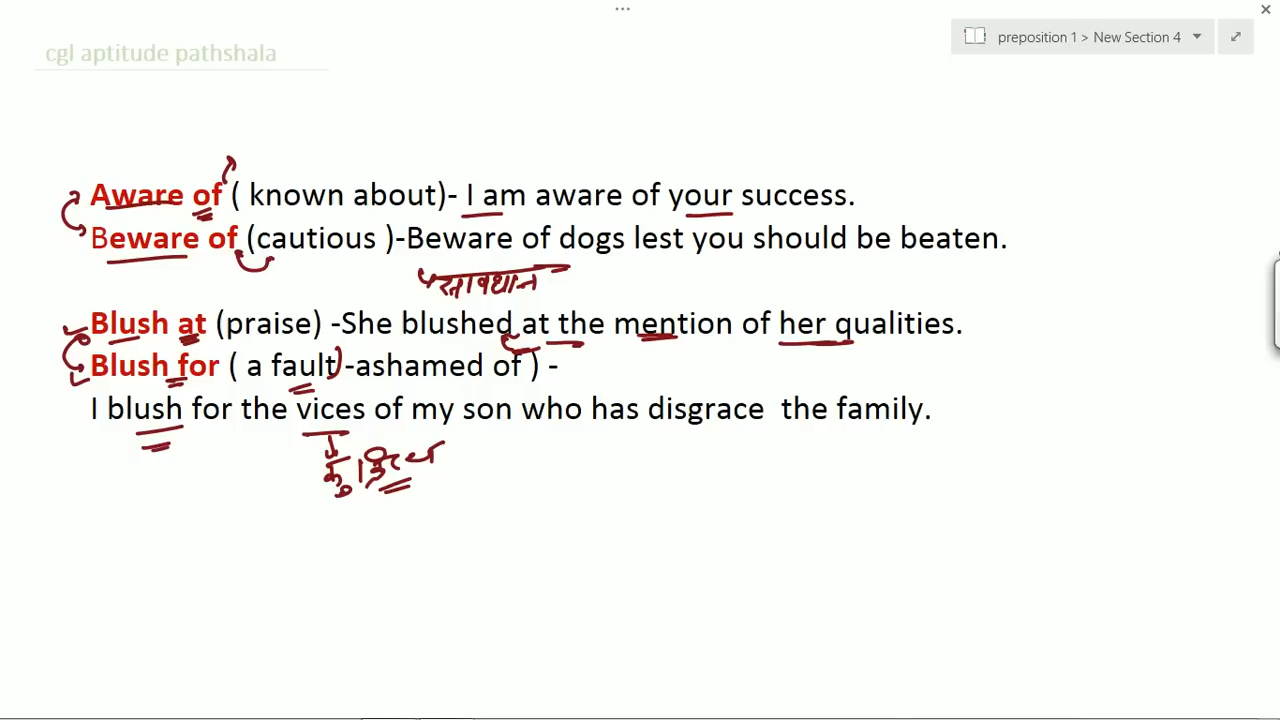 cgl aptitude pathshala
preposition 1 > New Section 4
Aware of ( known about)- I am aware of your success.
Beware of (cautious )-Beware of dogs lest you should be beaten.
सावधान
Blush at (praise) -She blushed at the mention of her qualities.
Blush for ( a fault)-ashamed of ) -
I blush for the vices of my son who has disgrace the family.